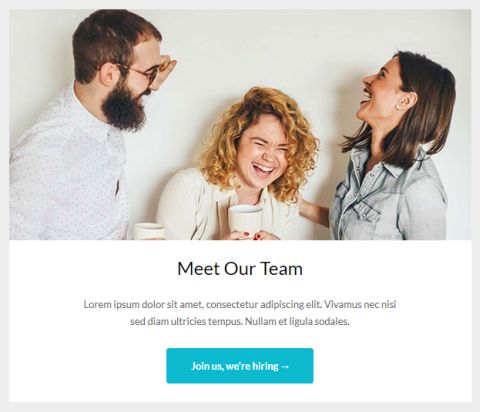 Meet Our Team
Lorem ipsum dolor sit amet, consectetur adipiscing elit. Vivamus nec nisi
sed diam ultricies tempus. Nullam et ligula sodales.
Join us, we're hiring →